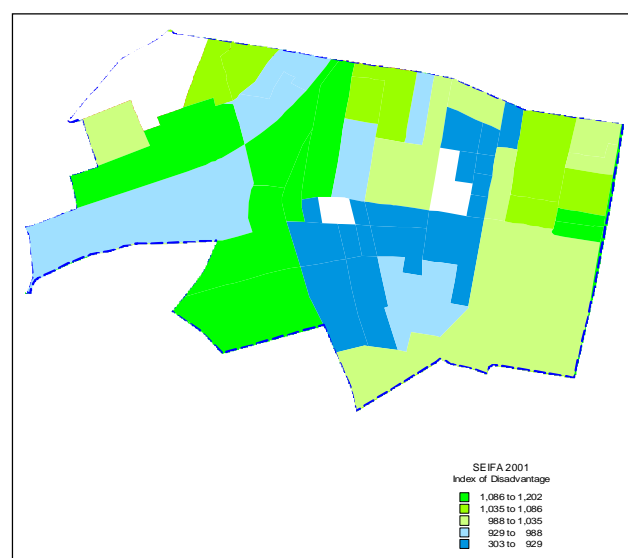 SEIFA 2001
Index of Disadvantage
1,086 to 1,202
1,035 to 1,086
988 to 1,035
929 to 988
303 to 929